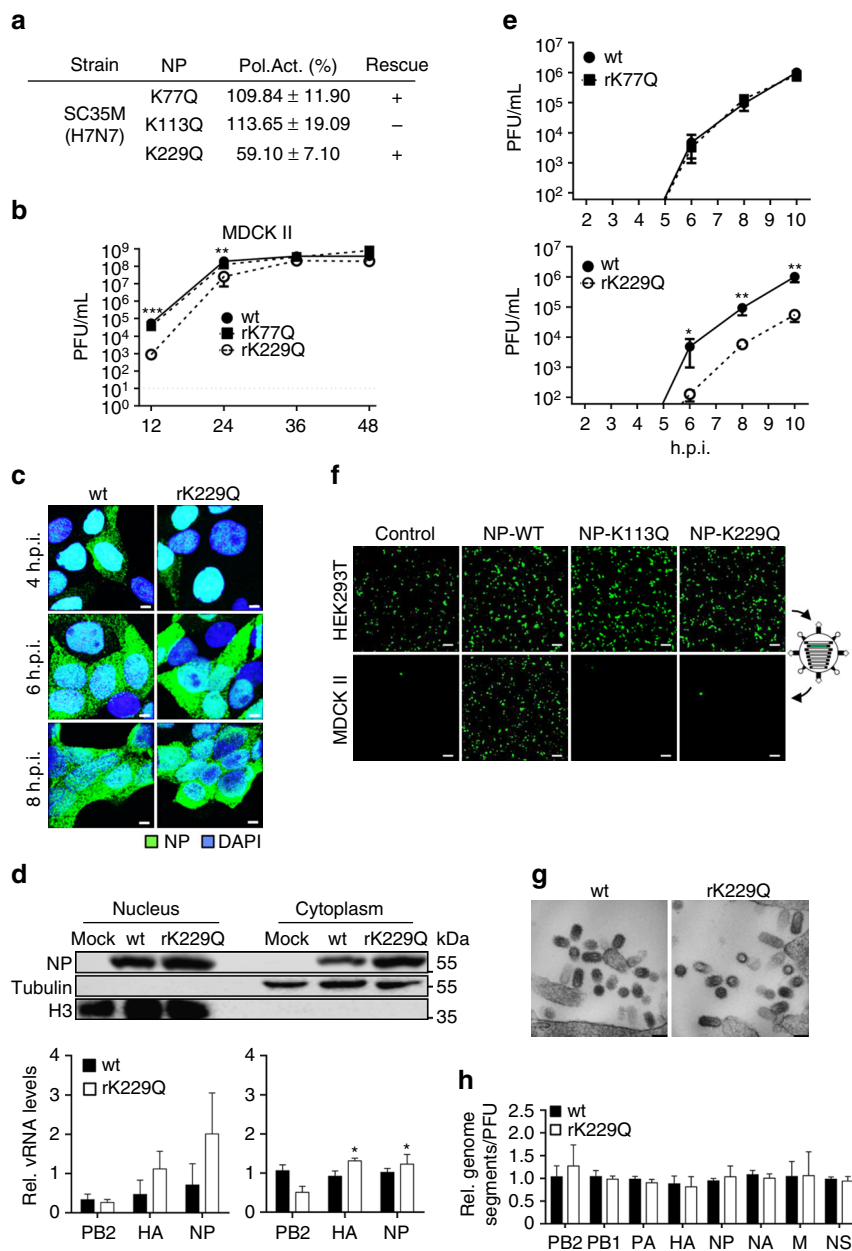 a
Strain NP Pol.Act. (%) Rescue
SC35M (H7N7)
K77Q 109.84 ± 11.90 +
K113Q 113.65 ± 19.09 –
K229Q 59.10 ± 7.10 +
b
MDCK II
PFU/mL
10⁹
10⁸
10⁷
10⁶
10⁵
10⁴
10³
10²
10¹
10⁰
***
**
wt
rK77Q
rK229Q
12 24 36 48
c
wt rK229Q
4 h.p.i.
6 h.p.i.
8 h.p.i.
NP DAPI
d
Nucleus Cytoplasm
Mock wt rK229Q Mock wt rK229Q kDa
NP 55
Tubulin 55
H3 35
Rel. vRNA levels
4
3
2
1
0
wt
rK229Q
PB2 HA NP
4
3
2
1
0
* *
PB2 HA NP
e
PFU/mL
10⁷
10⁶
10⁵
10⁴
10³
10²
wt
rK77Q
2 3 4 5 6 7 8 9 10
PFU/mL
10⁷
10⁶
10⁵
10⁴
10³
10²
wt
rK229Q
* ** **
2 3 4 5 6 7 8 9 10
h.p.i.
f
Control NP-WT NP-K113Q NP-K229Q
HEK293T
MDCK II
g
wt rK229Q
h
Rel. genome
segments/PFU
2.5
2.0
1.5
1.0
0.5
0.0
wt
rK229Q
PB2 PB1 PA HA NP NA M NS